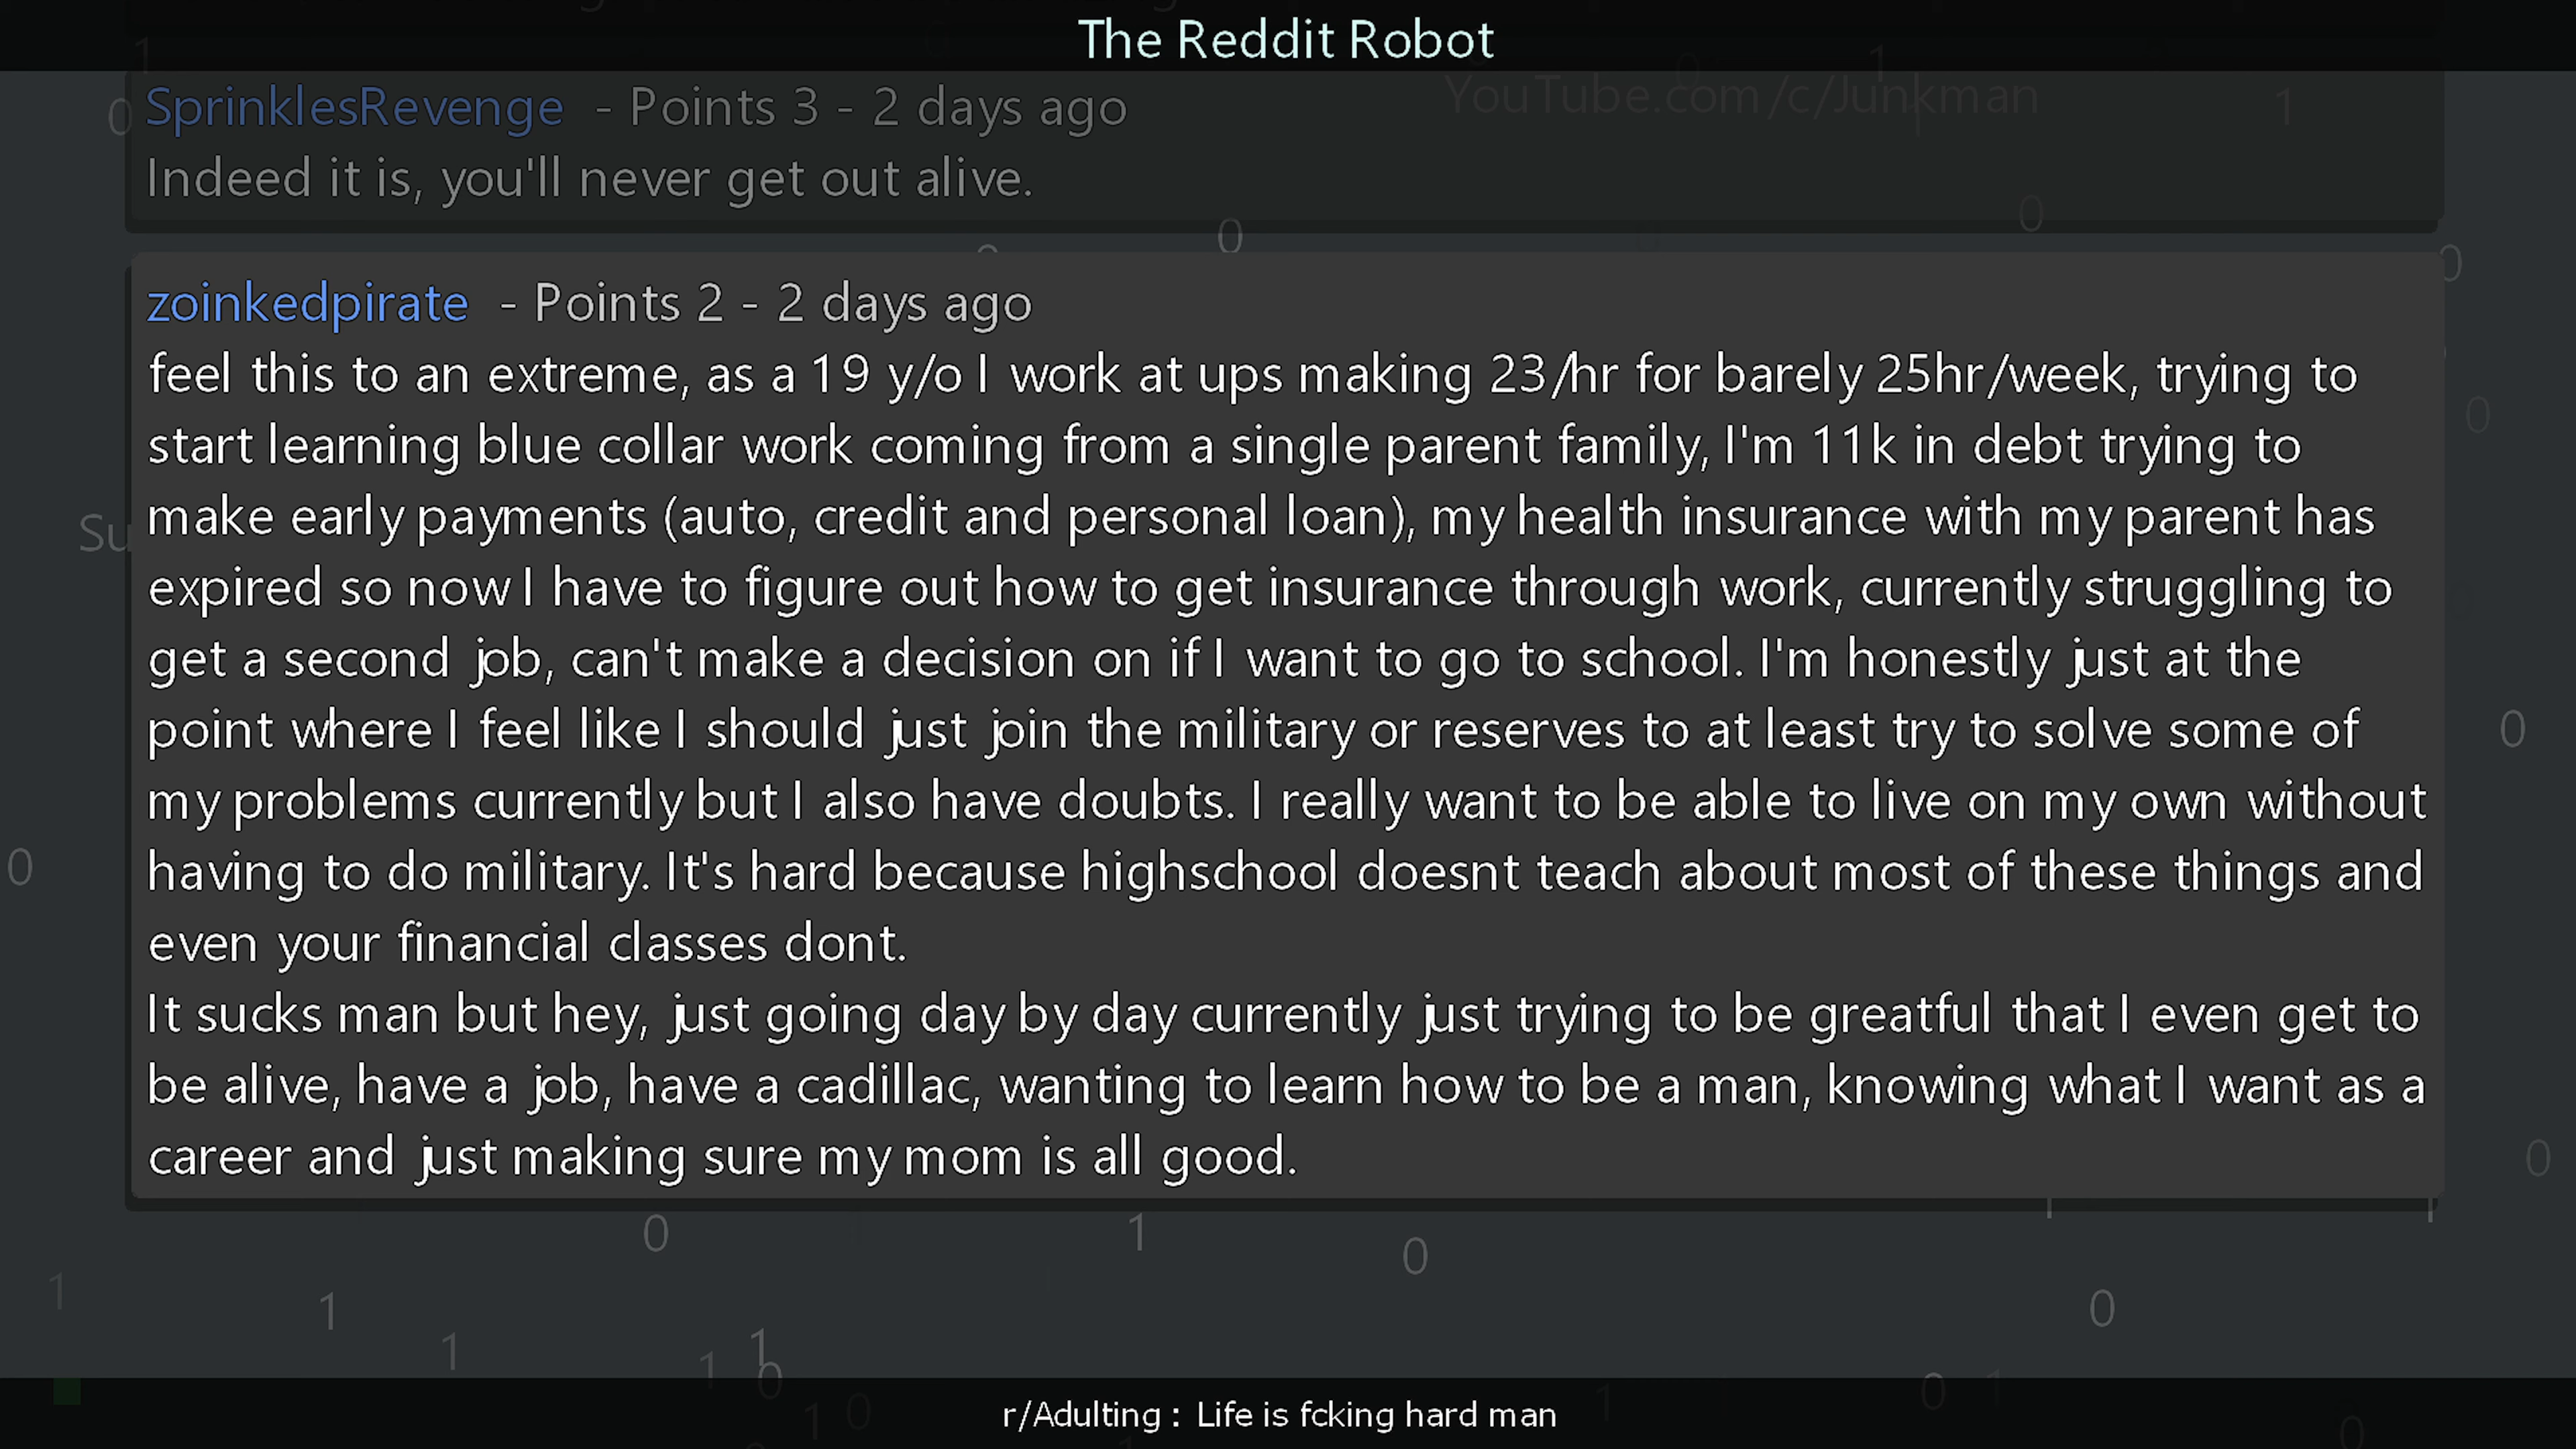 The Reddit Robot
YouTube.com/c/Junkman
SprinklesRevenge - Points 3 - 2 days ago
Indeed it is, you'll never get out alive.
zoinkedpirate - Points 2 - 2 days ago
feel this to an extreme, as a 19 y/o I work at ups making 23/hr for barely 25hr/week, trying to
start learning blue collar work coming from a single parent family, I'm 11k in debt trying to
make early payments (auto, credit and personal loan), my health insurance with my parent has
expired so now I have to figure out how to get insurance through work, currently struggling to
get a second job, can't make a decision on if I want to go to school. I'm honestly just at the
point where I feel like I should just join the military or reserves to at least try to solve some of
my problems currently but I also have doubts. I really want to be able to live on my own without
having to do military. It's hard because highschool doesnt teach about most of these things and
even your financial classes dont.
It sucks man but hey, just going day by day currently just trying to be greatful that I even get to
be alive, have a job, have a cadillac, wanting to learn how to be a man, knowing what I want as a
career and just making sure my mom is all good.
r/Adulting : Life is fcking hard man